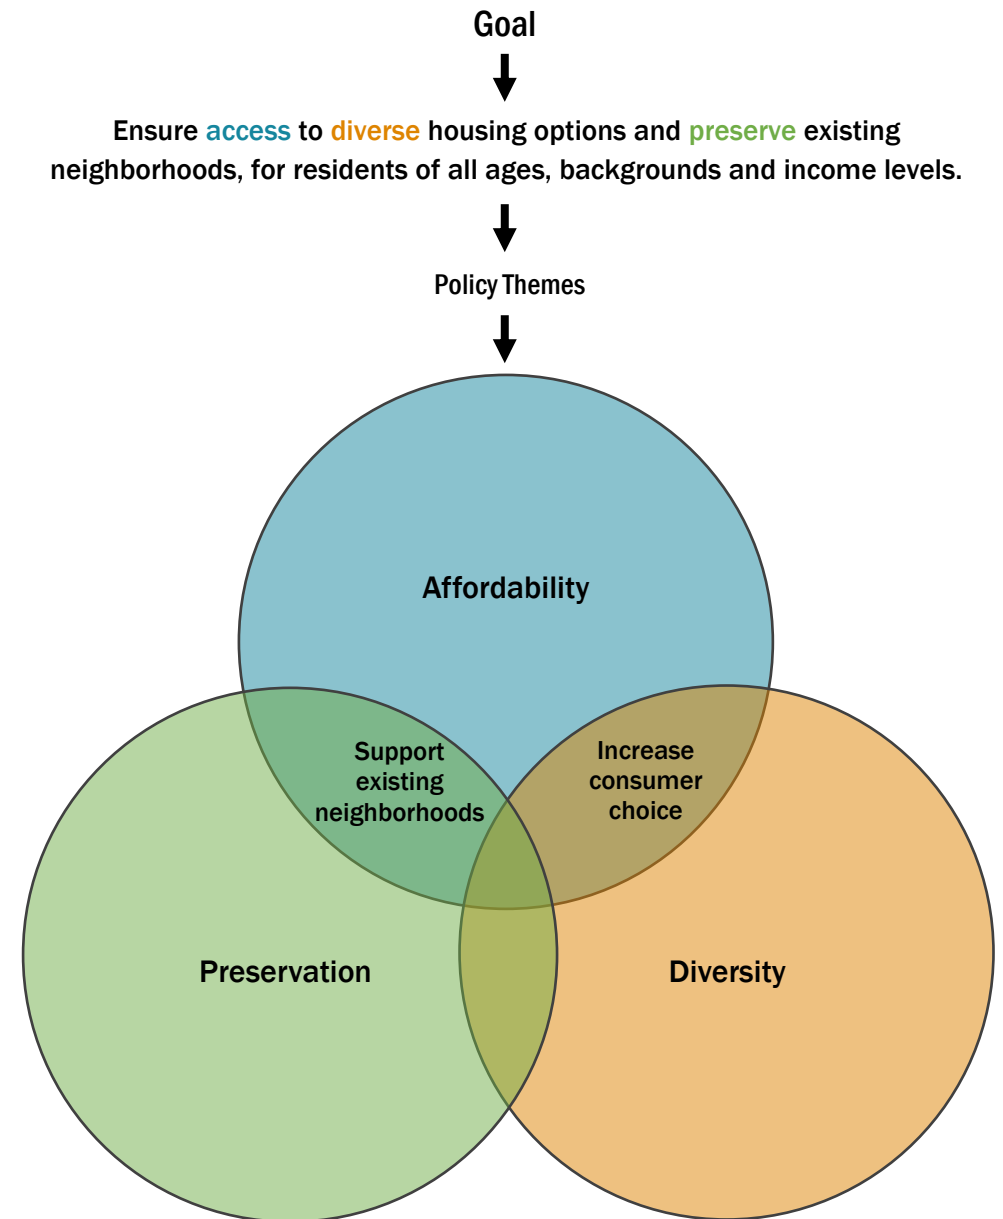 Goal
Ensure access to diverse housing options and preserve existing
neighborhoods, for residents of all ages, backgrounds and income levels.
Policy Themes
Affordability
Support
existing
neighborhoods
Increase
consumer
choice
Preservation
Diversity